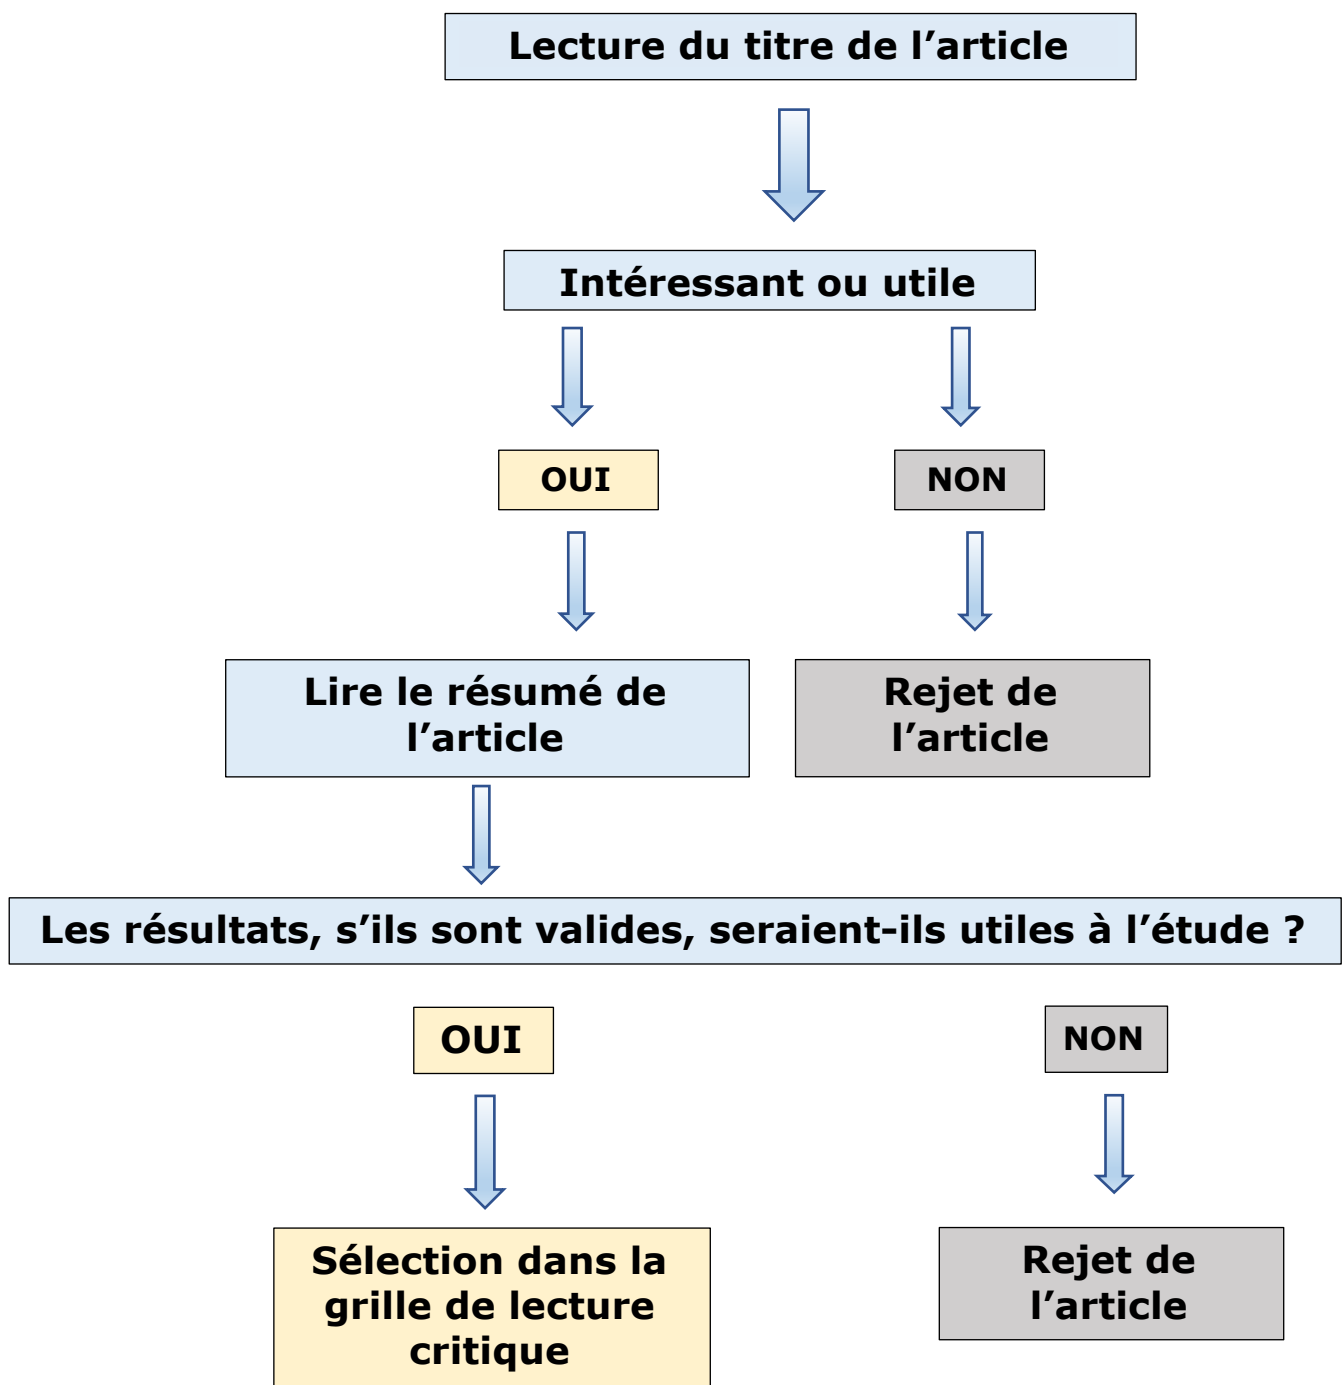 Lecture du titre de l’article
Intéressant ou utile
OUI
NON
Lire le résumé de
l’article
Rejet de
l’article
Les résultats, s’ils sont valides, seraient-ils utiles à l’étude ?
OUI
NON
Sélection dans la
grille de lecture
critique
Rejet de
l’article